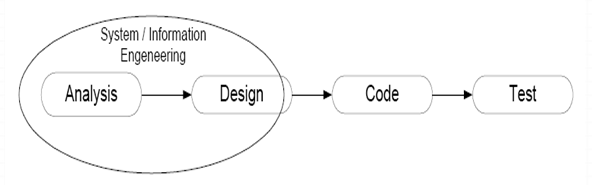 System / Information
Engeneering
Analysis
Design
Code
Test